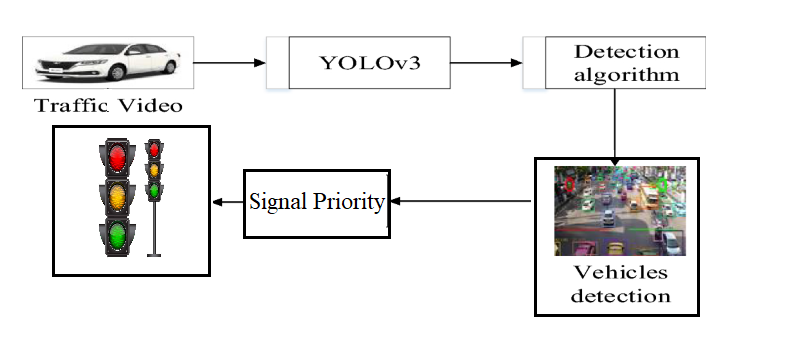 Traffic Video
YOLOv3
Detection
algorithm
Signal Priority
Vehicles
detection